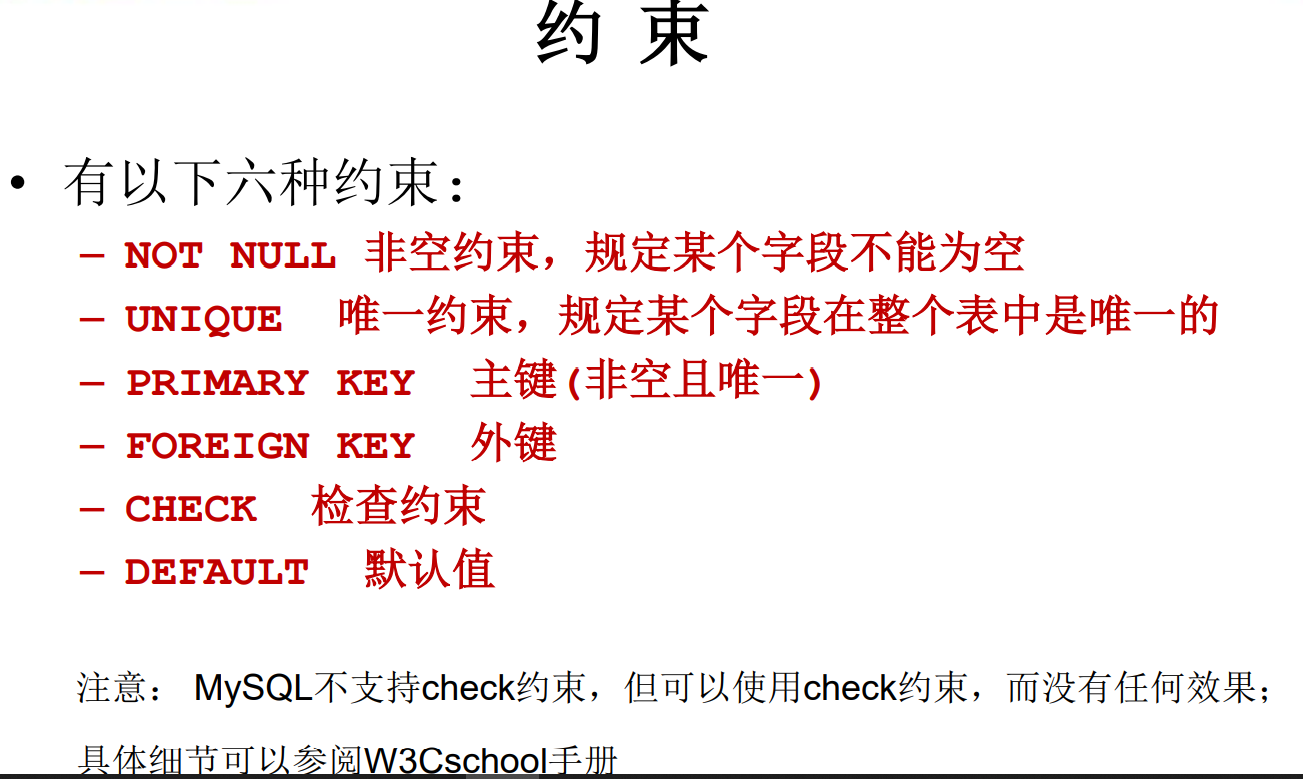 约 束
• 有以下六种约束：
– NOT NULL 非空约束，规定某个字段不能为空
– UNIQUE 唯一约束，规定某个字段在整个表中是唯一的
– PRIMARY KEY 主键(非空且唯一)
– FOREIGN KEY 外键
– CHECK 检查约束
– DEFAULT 默认值
注意： MySQL不支持check约束，但可以使用check约束，而没有任何效果；
具体细节可以参阅W3Cschool手册